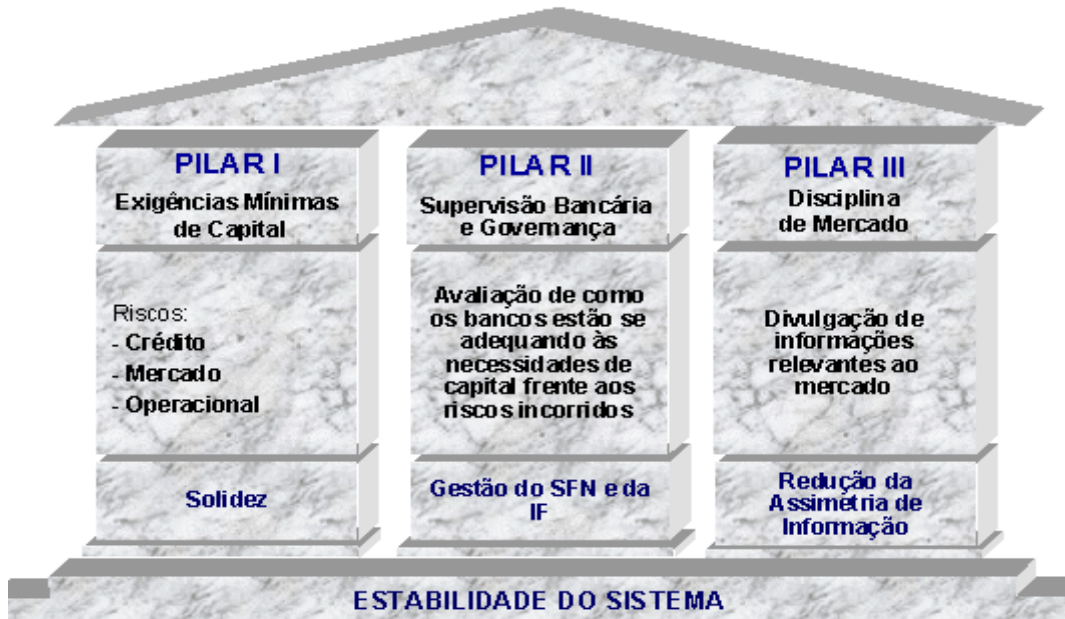 PILAR I
Exigências Mínimas
de Capital
Riscos:
- Crédito
- Mercado
- Operacional
Solidez
PILAR II
Supervisão Bancária
e Governança
Avaliação de como
os bancos estão se
adequando às
necessidades de
capital frente aos
riscos incorridos
Gestão do SFN e da
IF
PILAR III
Disciplina
de Mercado
Divulgação de
informações
relevantes ao
mercado
Redução da
Assimetria de
Informação
ESTABILIDADE DO SISTEMA